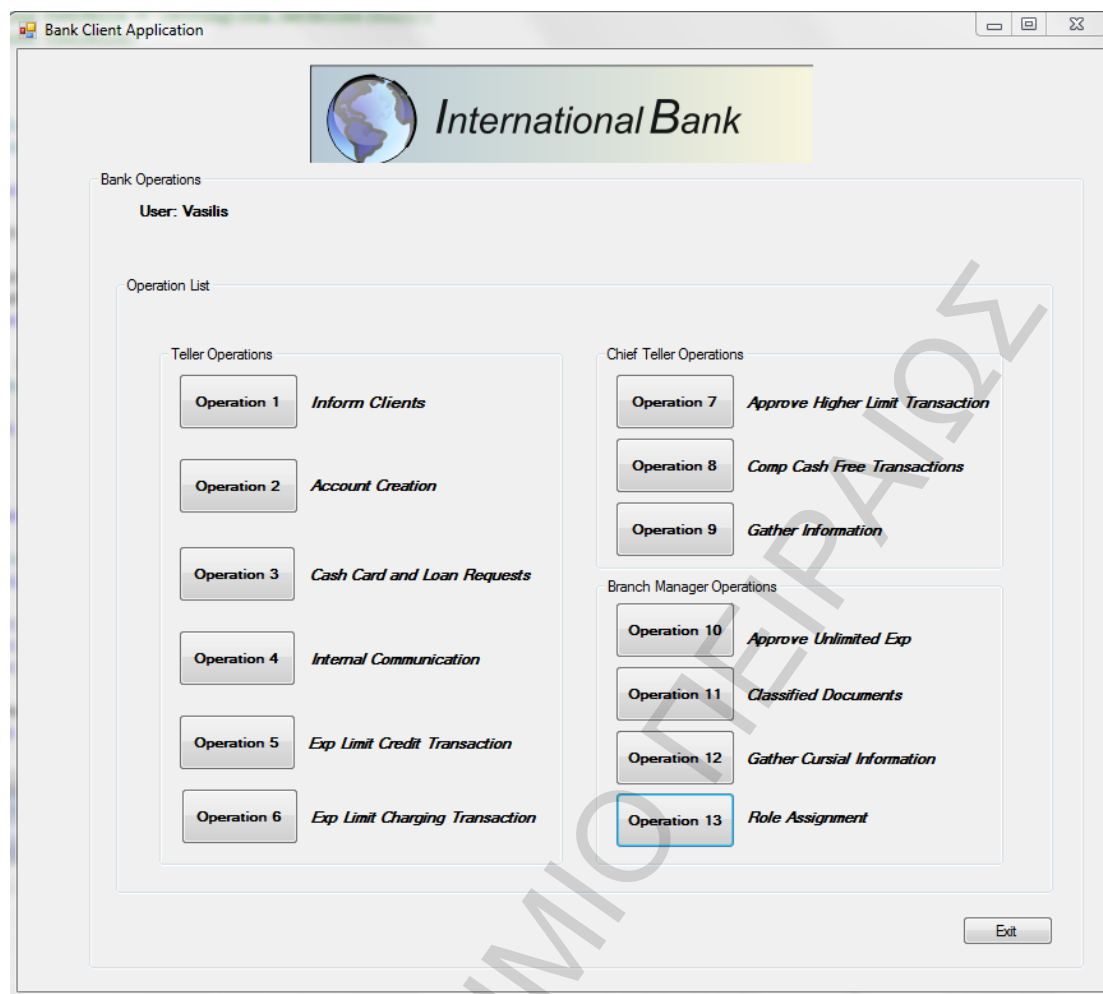 Bank Client Application
International Bank
Bank Operations
User: Vasilis
Operation List
Teller Operations
Operation 1 Inform Clients
Operation 2 Account Creation
Operation 3 Cash Card and Loan Requests
Operation 4 Internal Communication
Operation 5 Exp Limit Credit Transaction
Operation 6 Exp Limit Charging Transaction
Chief Teller Operations
Operation 7 Approve Higher Limit Transaction
Operation 8 Comp Cash Free Transactions
Operation 9 Gather Information
Branch Manager Operations
Operation 10 Approve Unlimited Exp
Operation 11 Classified Documents
Operation 12 Gather Cursial Information
Operation 13 Role Assignment
Exit
ΜΙΟ ΠΕΙΡΑΙΩΣ